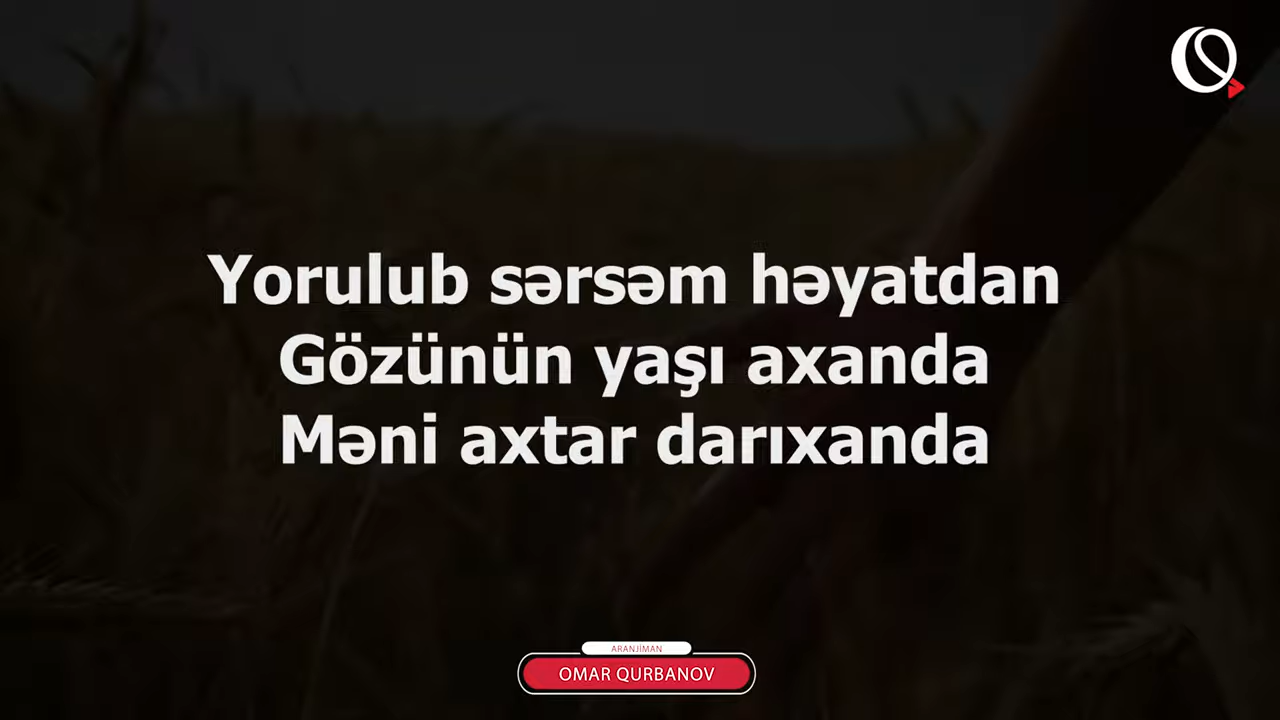 Yorulub sərsəm həyatdan
Gözünün yaşı axanda
Məni axtar darıxanda
ARANJİMAN
OMAR QURBANOV